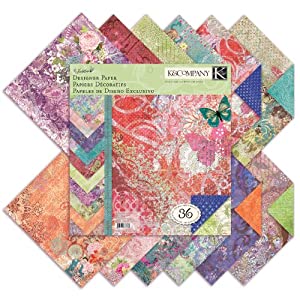 DESIGNER PAPER
PAPIERS DÉCORATIFS
PAPELES DE DISEÑO EXCLUSIVO
K&COMPANY
K
36